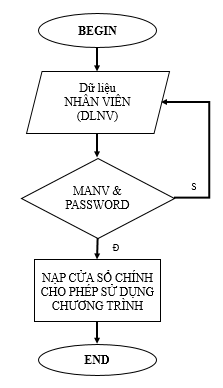 BEGIN
Dữ liệu
NHÂN VIÊN
(DLNV)
MANV &
PASSWORD
S
Đ
NẠP CỬA SỔ CHÍNH
CHO PHÉP SỬ DỤNG
CHƯƠNG TRÌNH
END